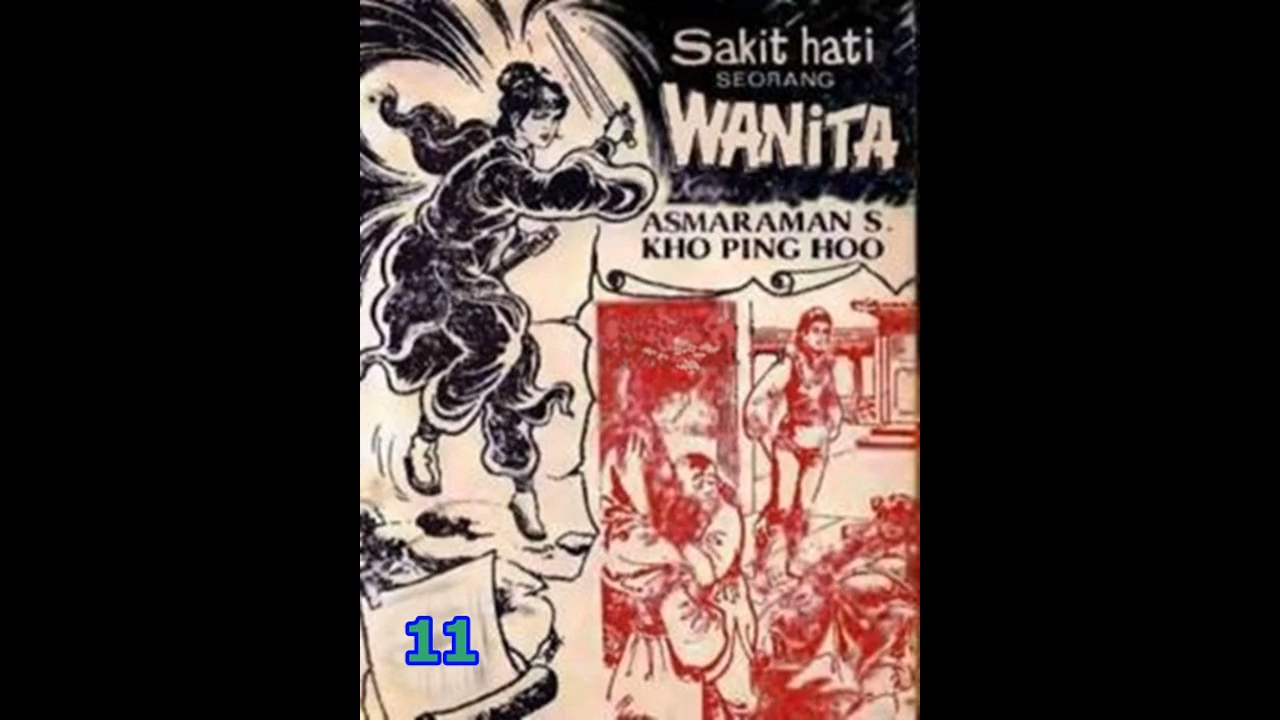 Sakit hati
SEORANG
WANiTA
ASMARAMAN S.
KHO PING HOO
11